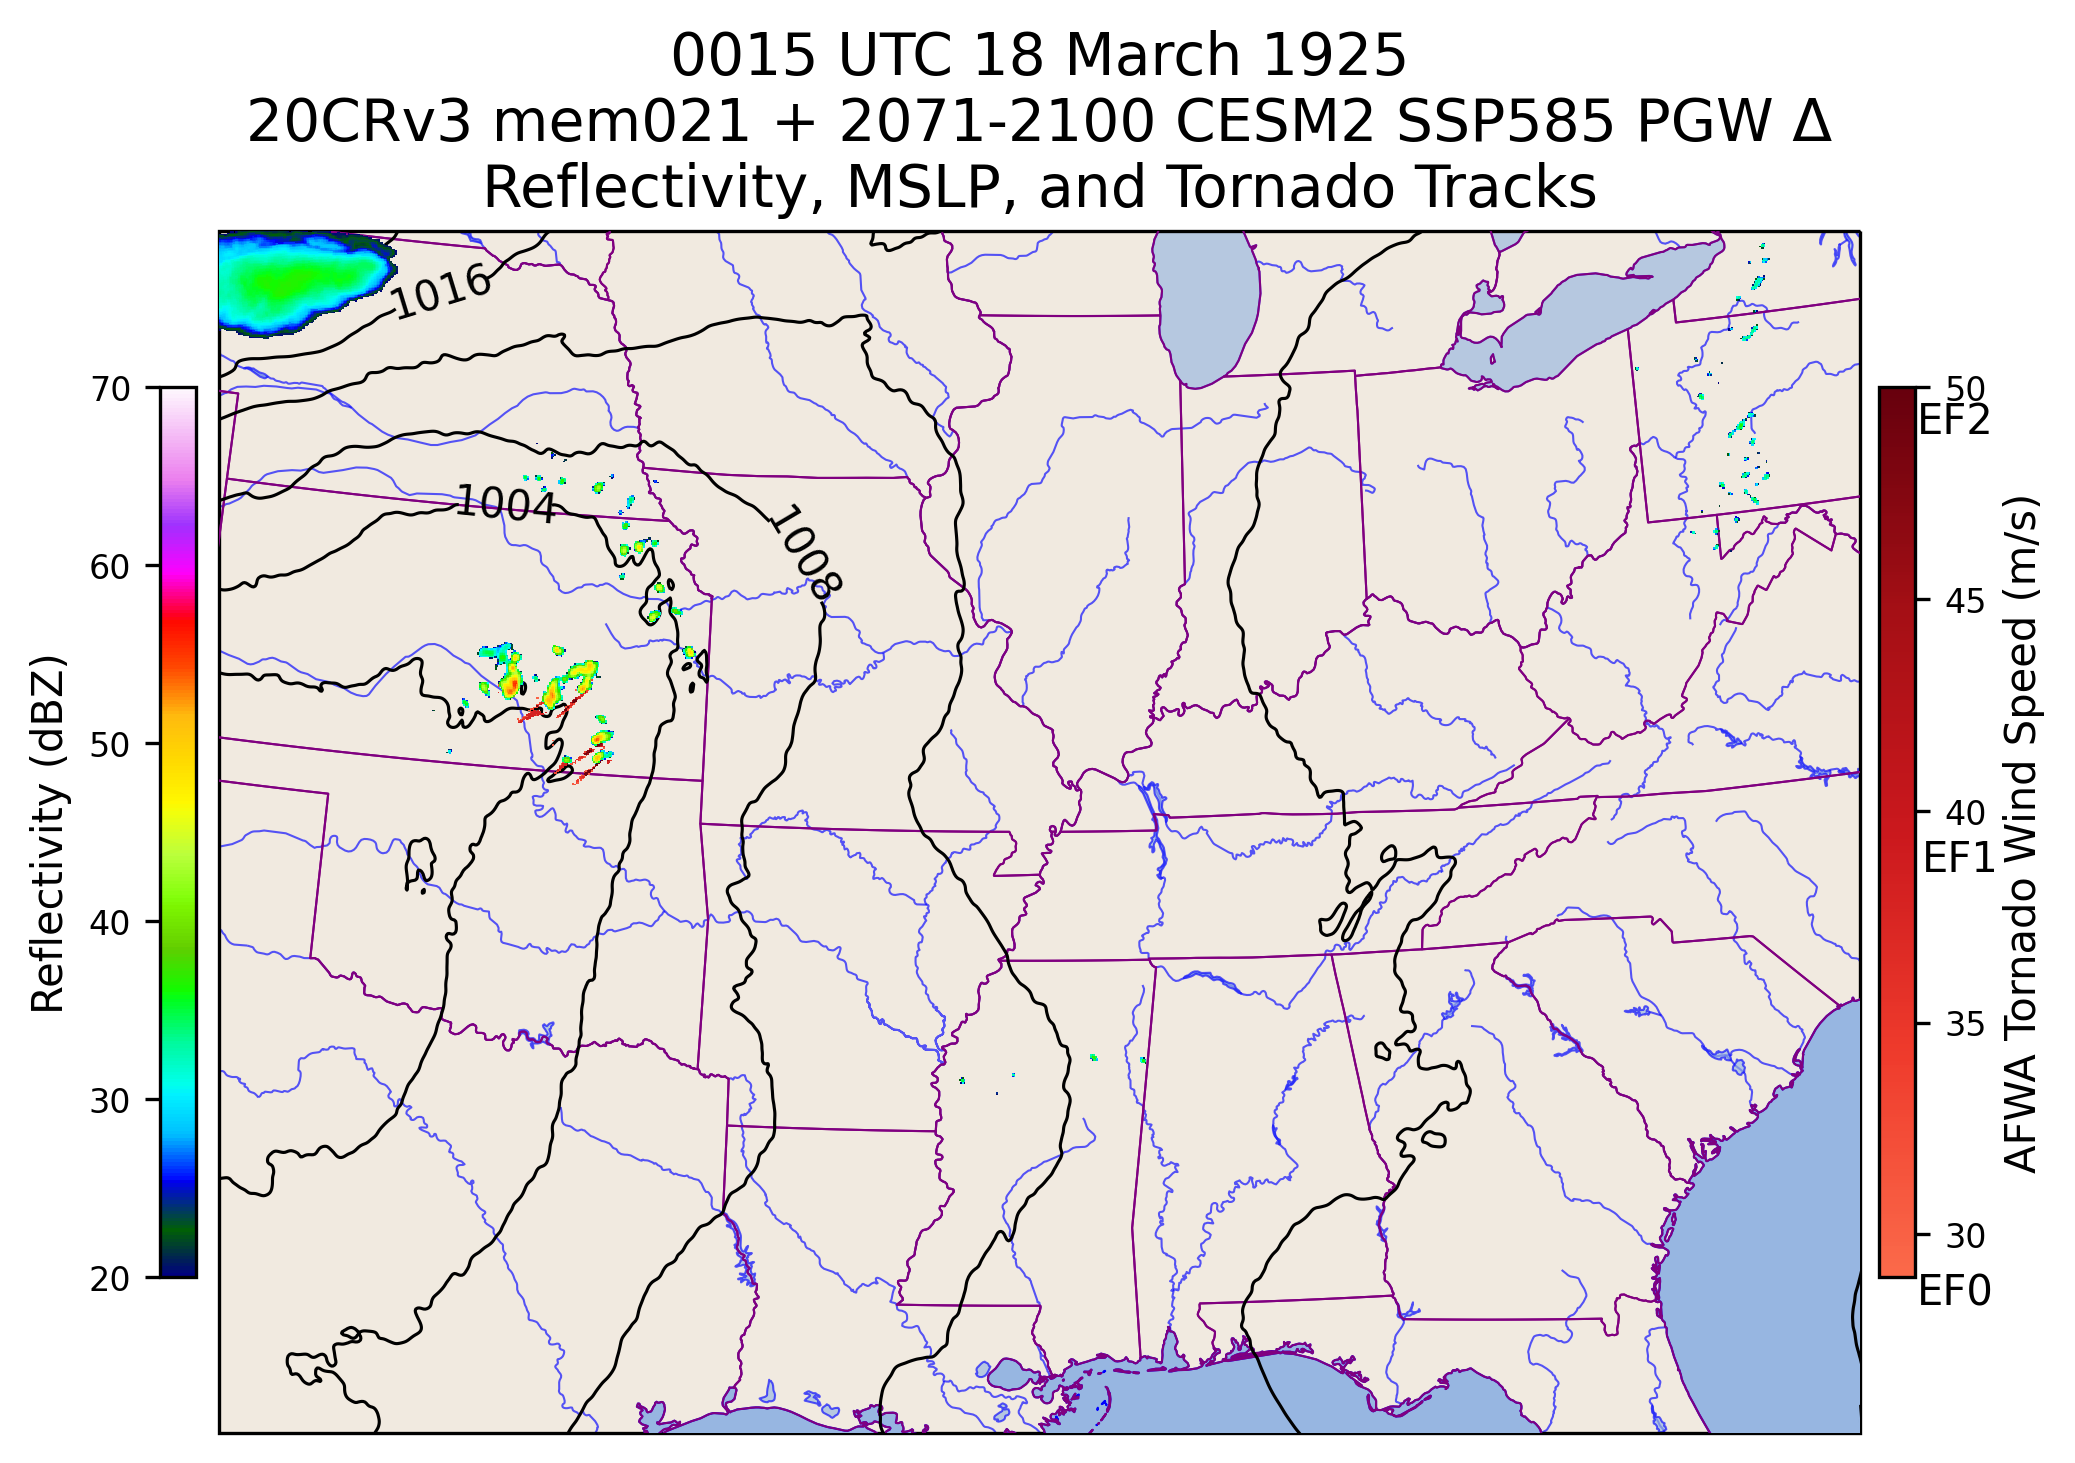 0015 UTC 18 March 1925
20CRv3 mem021 + 2071-2100 CESM2 SSP585 PGW Δ
Reflectivity, MSLP, and Tornado Tracks
1016
1004
1008
70
60
50
40
30
20
Reflectivity (dBZ)
50
EF2
45
40
EF1
35
30
EF0
AFWA Tornado Wind Speed (m/s)